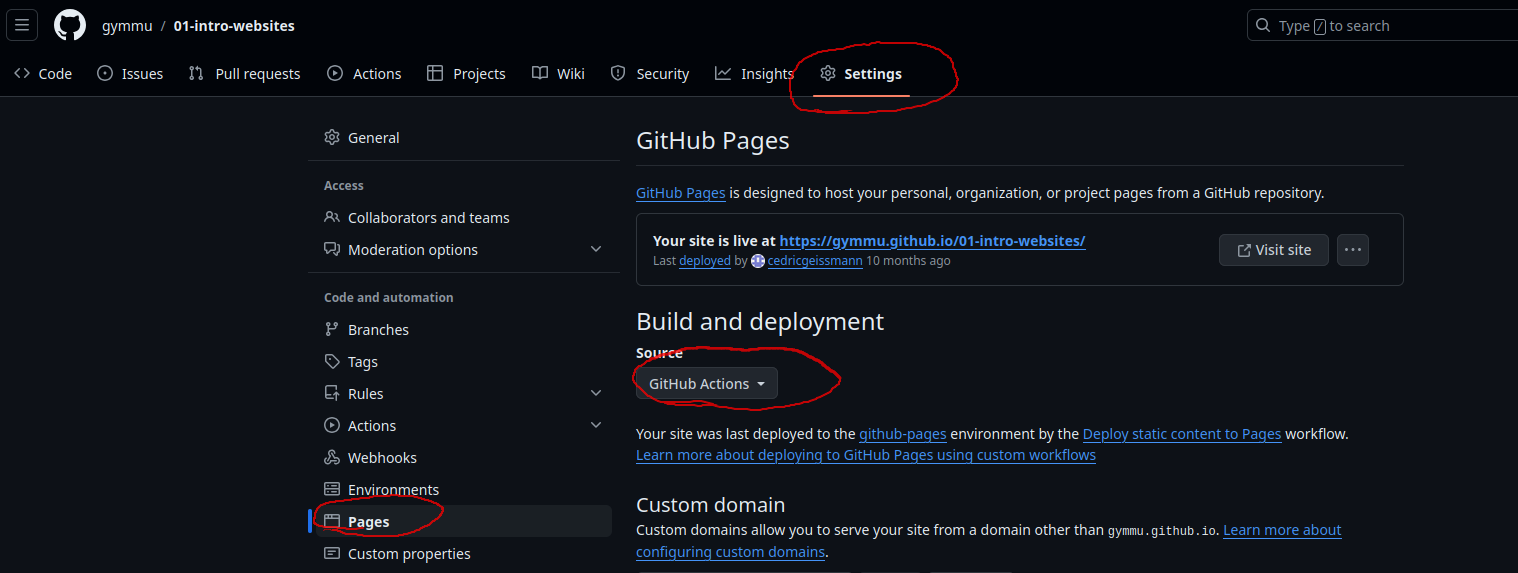 gymmu / 01-intro-websites
Type / to search
Code Issues Pull requests Actions Projects Wiki Security Insights Settings
General
Access
Collaborators and teams
Moderation options
Code and automation
Branches
Tags
Rules
Actions
Webhooks
Environments
Pages
Custom properties
GitHub Pages
GitHub Pages is designed to host your personal, organization, or project pages from a GitHub repository.
Your site is live at https://gymmu.github.io/01-intro-websites/
Last deployed by cedricgeissmann 10 months ago
Visit site
Build and deployment
Source
GitHub Actions
Your site was last deployed to the github-pages environment by the Deploy static content to Pages workflow.
Learn more about deploying to GitHub Pages using custom workflows
Custom domain
Custom domains allow you to serve your site from a domain other than gymmu.github.io. Learn more about
configuring custom domains.